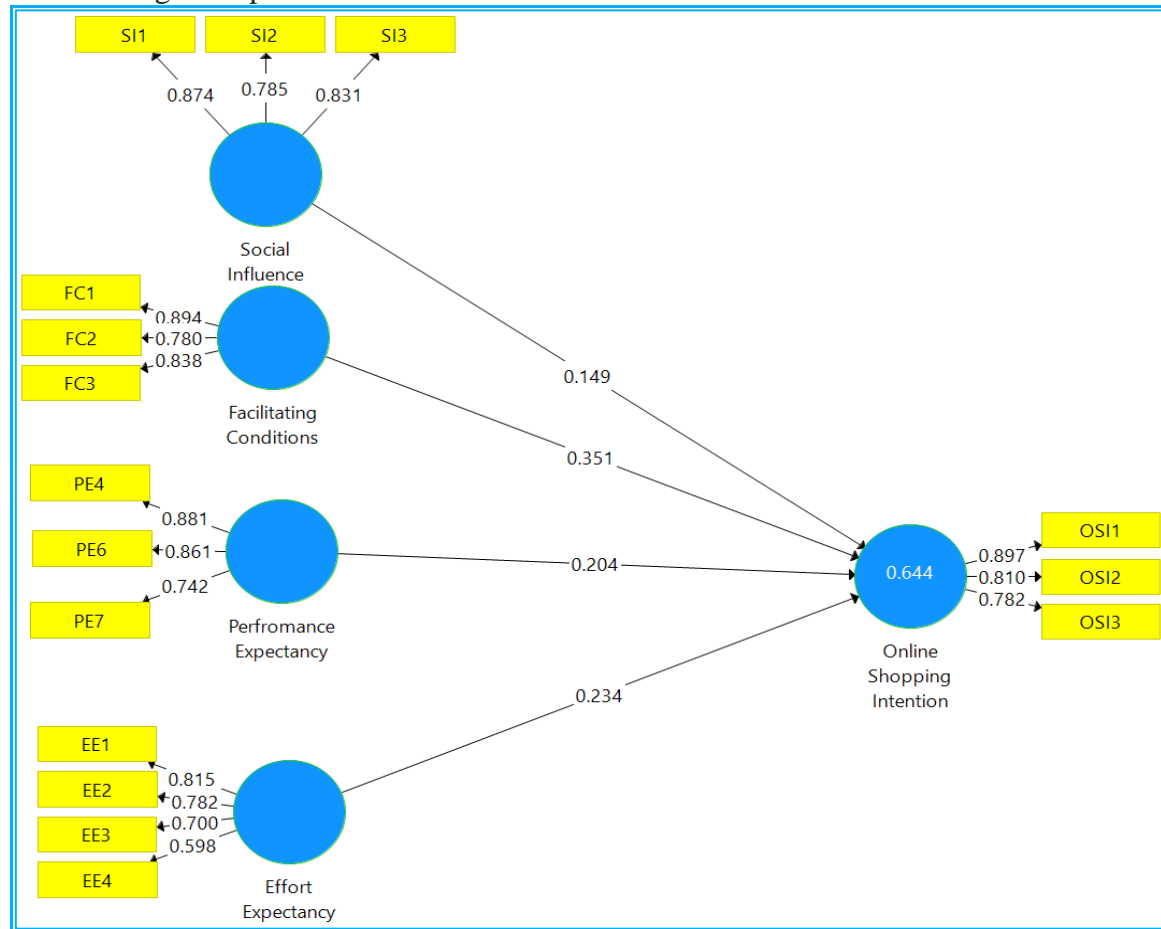 SI1
SI2
SI3
0.874
0.785
0.831
Social
Influence
FC1
FC2
FC3
0.894
0.780
0.838
Facilitating
Conditions
0.149
0.351
PE4
PE6
PE7
0.881
0.861
0.742
Perfromance
Expectancy
0.204
0.644
OSI1
OSI2
OSI3
0.897
0.810
0.782
Online
Shopping
Intention
0.234
EE1
EE2
EE3
EE4
0.815
0.782
0.700
0.598
Effort
Expectancy